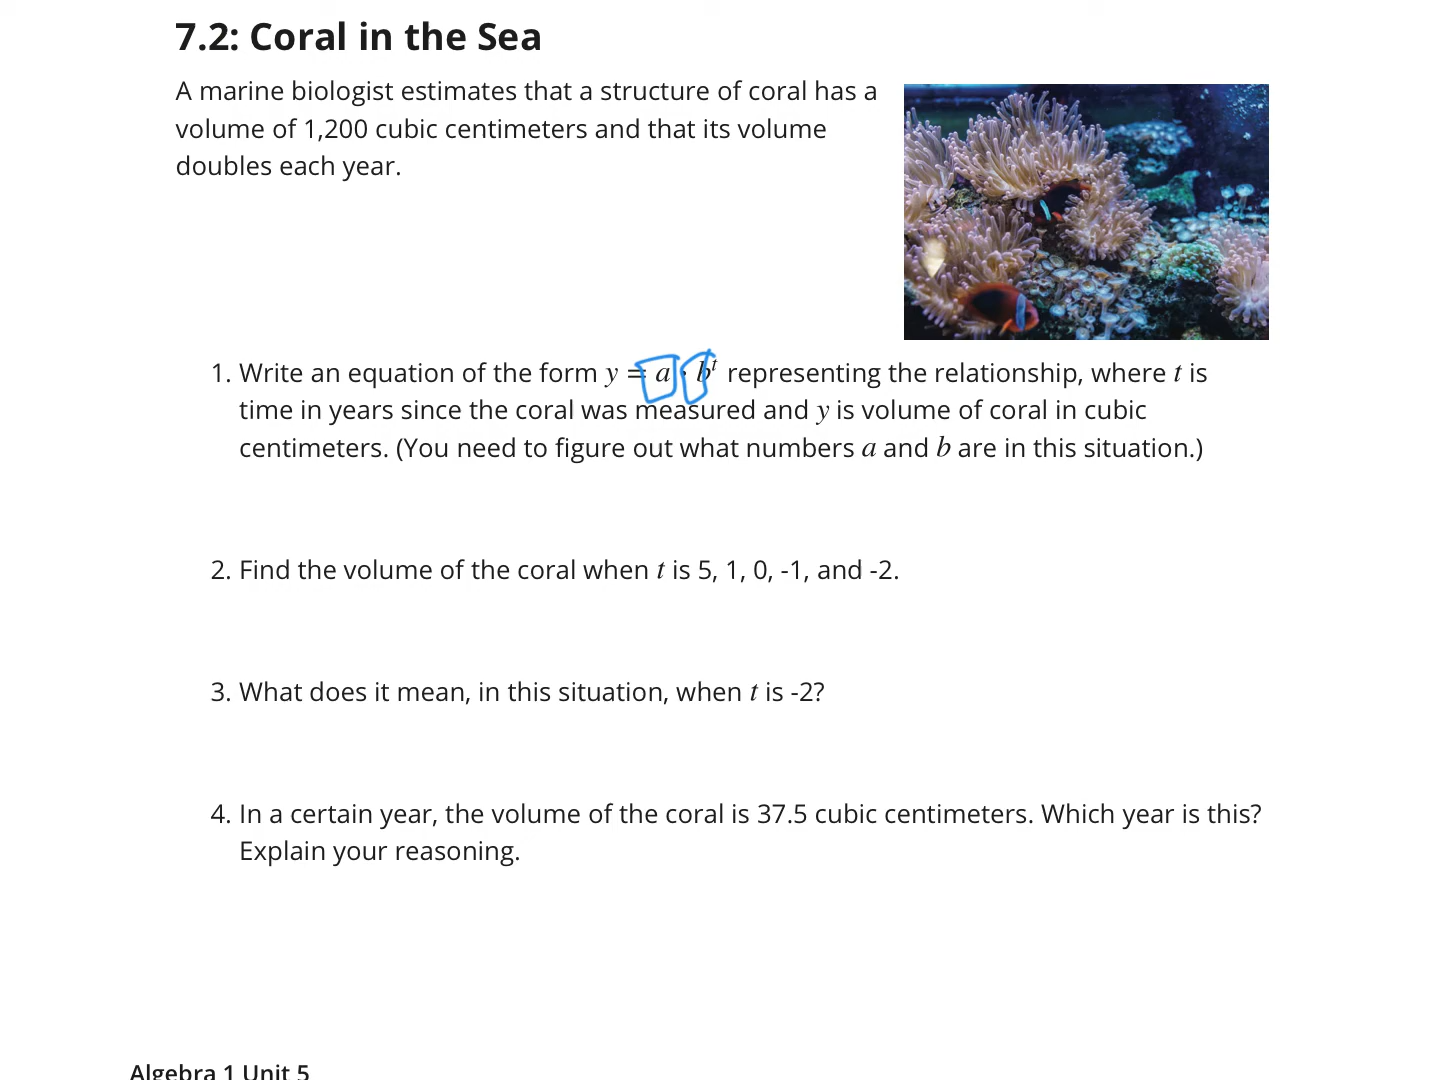 7.2: Coral in the Sea
A marine biologist estimates that a structure of coral has a
volume of 1,200 cubic centimeters and that its volume
doubles each year.
1. Write an equation of the form y = a · bᵗ representing the relationship, where t is
time in years since the coral was measured and y is volume of coral in cubic
centimeters. (You need to figure out what numbers a and b are in this situation.)
2. Find the volume of the coral when t is 5, 1, 0, -1, and -2.
3. What does it mean, in this situation, when t is -2?
4. In a certain year, the volume of the coral is 37.5 cubic centimeters. Which year is this?
Explain your reasoning.
Algebra 1 Unit 5